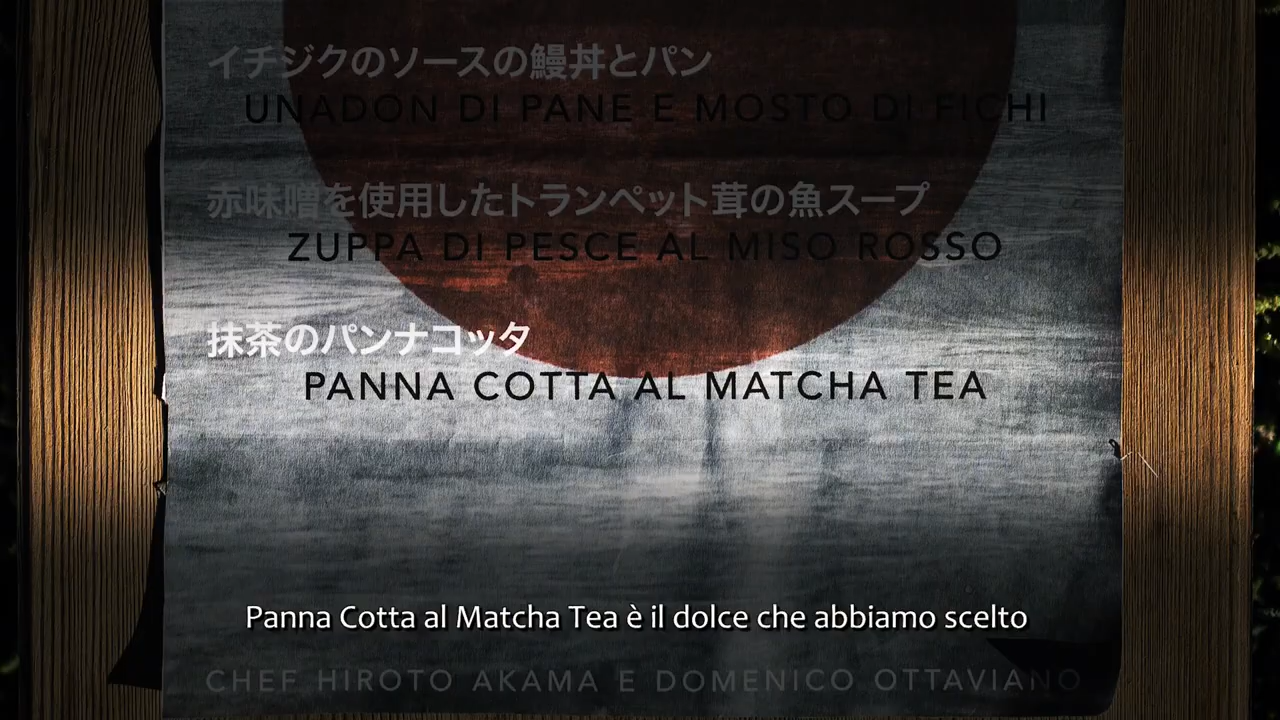 イチジクのソースの鰻丼とパン
UNADON DI PANE E MOSTO DI FICHI
赤味噌を使用したトランペット茸の魚スープ
ZUPPA DI PESCE AL MISO ROSSO
抹茶のパンナコッタ
PANNA COTTA AL MATCHA TEA
Panna Cotta al Matcha Tea è il dolce che abbiamo scelto
CHEF HIROTO AKAMA E DOMENICO OTTAVIANO